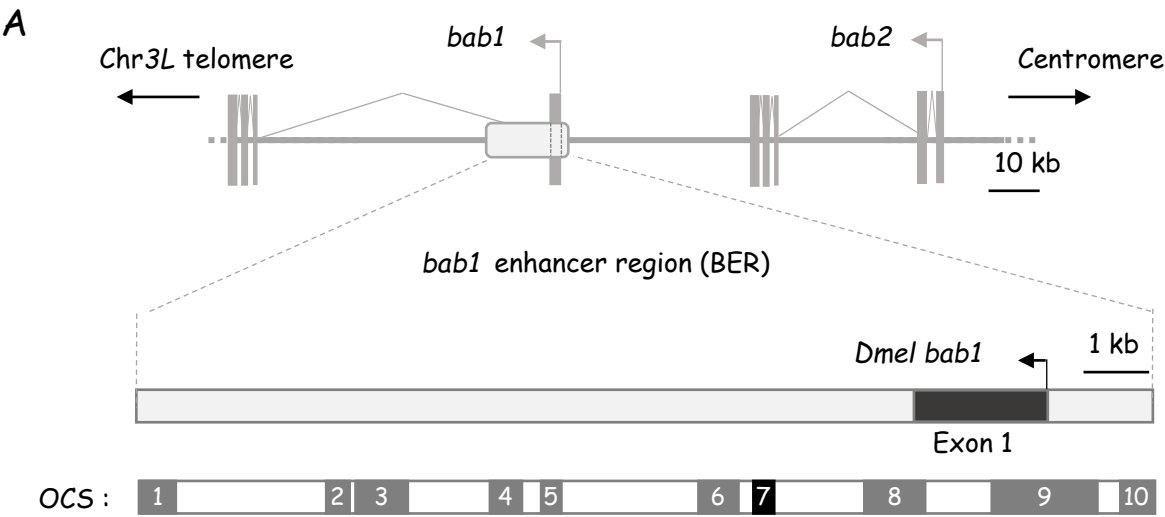 A
bab1
bab2
Chr3L telomere
Centromere
10 kb
bab1 enhancer region (BER)
Dmel bab1
1 kb
Exon 1
OCS : 1 2 3 4 5 6 7 8 9 10